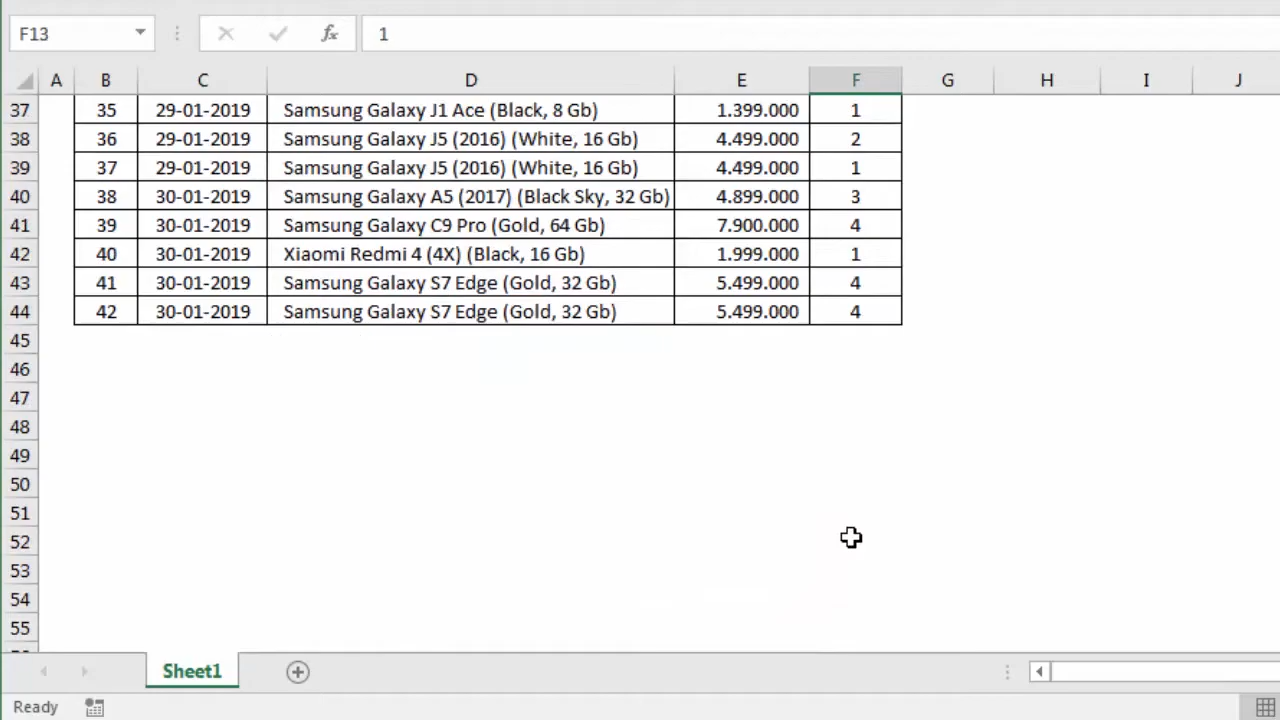 F13 fx 1
A B C D E F G H I J
37 35 29-01-2019 Samsung Galaxy J1 Ace (Black, 8 Gb) 1.399.000 1
38 36 29-01-2019 Samsung Galaxy J5 (2016) (White, 16 Gb) 4.499.000 2
39 37 29-01-2019 Samsung Galaxy J5 (2016) (White, 16 Gb) 4.499.000 1
40 38 30-01-2019 Samsung Galaxy A5 (2017) (Black Sky, 32 Gb) 4.899.000 3
41 39 30-01-2019 Samsung Galaxy C9 Pro (Gold, 64 Gb) 7.900.000 4
42 40 30-01-2019 Xiaomi Redmi 4 (4X) (Black, 16 Gb) 1.999.000 1
43 41 30-01-2019 Samsung Galaxy S7 Edge (Gold, 32 Gb) 5.499.000 4
44 42 30-01-2019 Samsung Galaxy S7 Edge (Gold, 32 Gb) 5.499.000 4
45
46
47
48
49
50
51
52
53
54
55
Sheet1
Ready